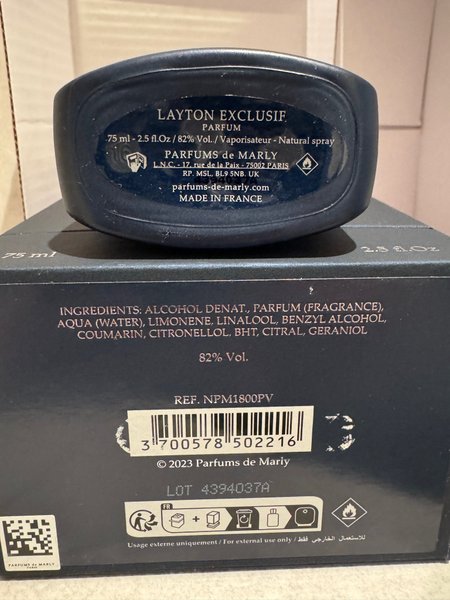 LAYTON EXCLUSIF
PARFUM
75 ml - 2.5 fl.Oz / 82% Vol. / Vaporisateur - Natural spray
PARFUMS de MARLY
L.N.C. - 17, rue de la Paix - 75002 PARIS
RP. MSL, BL9 5NB. UK
parfums-de-marly.com
MADE IN FRANCE
75 ml 2.5 fl.Oz
INGREDIENTS: ALCOHOL DENAT., PARFUM (FRAGRANCE),
AQUA (WATER), LIMONENE, LINALOOL, BENZYL ALCOHOL,
COUMARIN, CITRONELLOL, BHT, CITRAL, GERANIOL
82% Vol.
REF. NPM1800PV
3 700578 502216
© 2023 Parfums de Marly
LOT 4394037A
FR
+
Usage externe uniquement / For external use only / للاستعمال الخارجي فقط
PARFUMS de MARLY